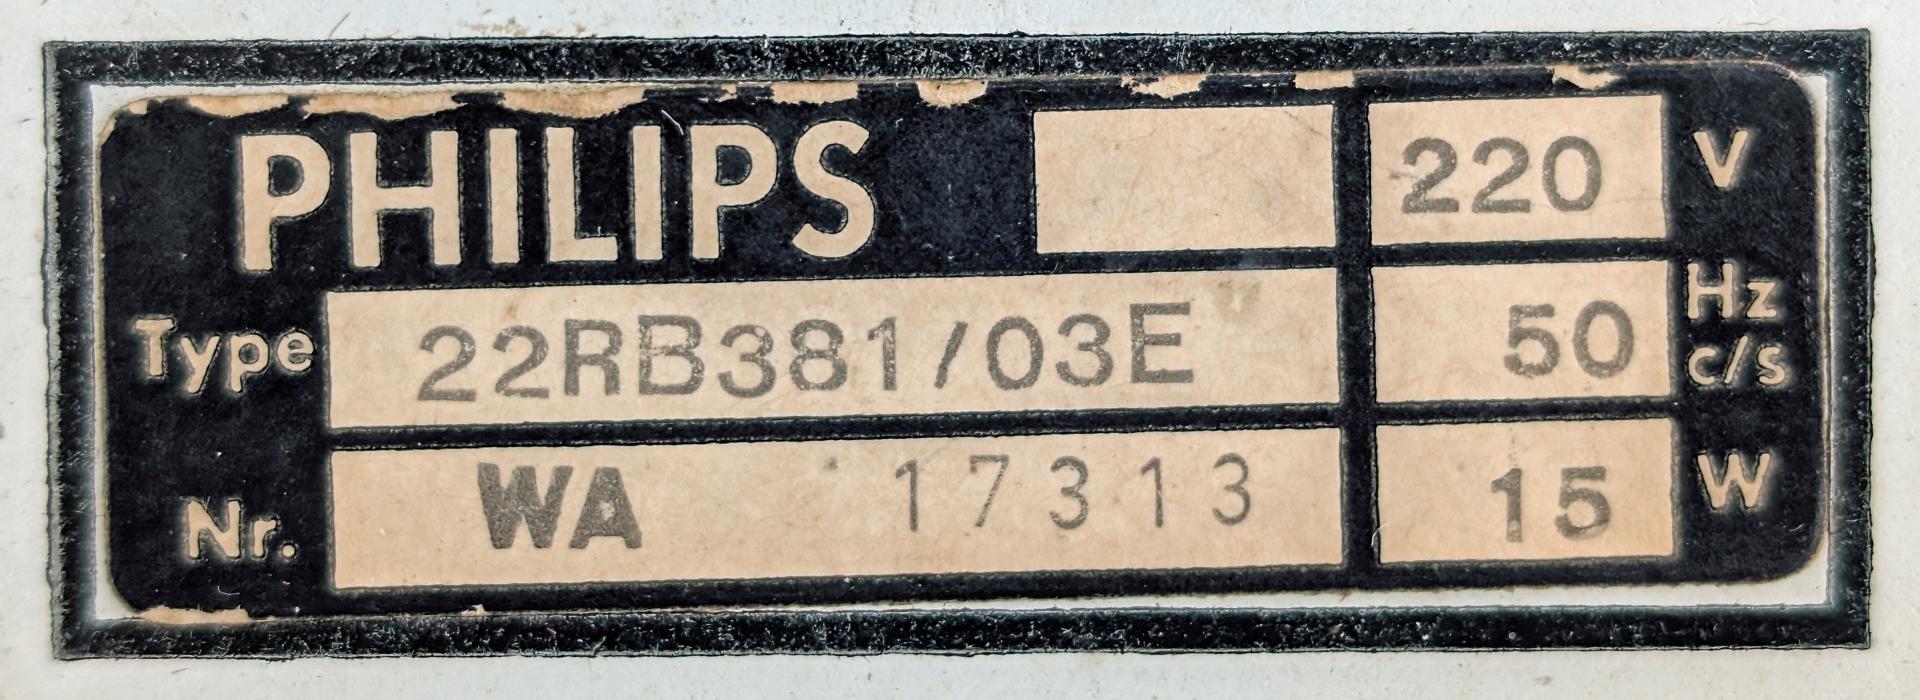 PHILIPS 220 V
Type 22RB381/03E 50 Hz c/s
Nr. WA 17313 15 W